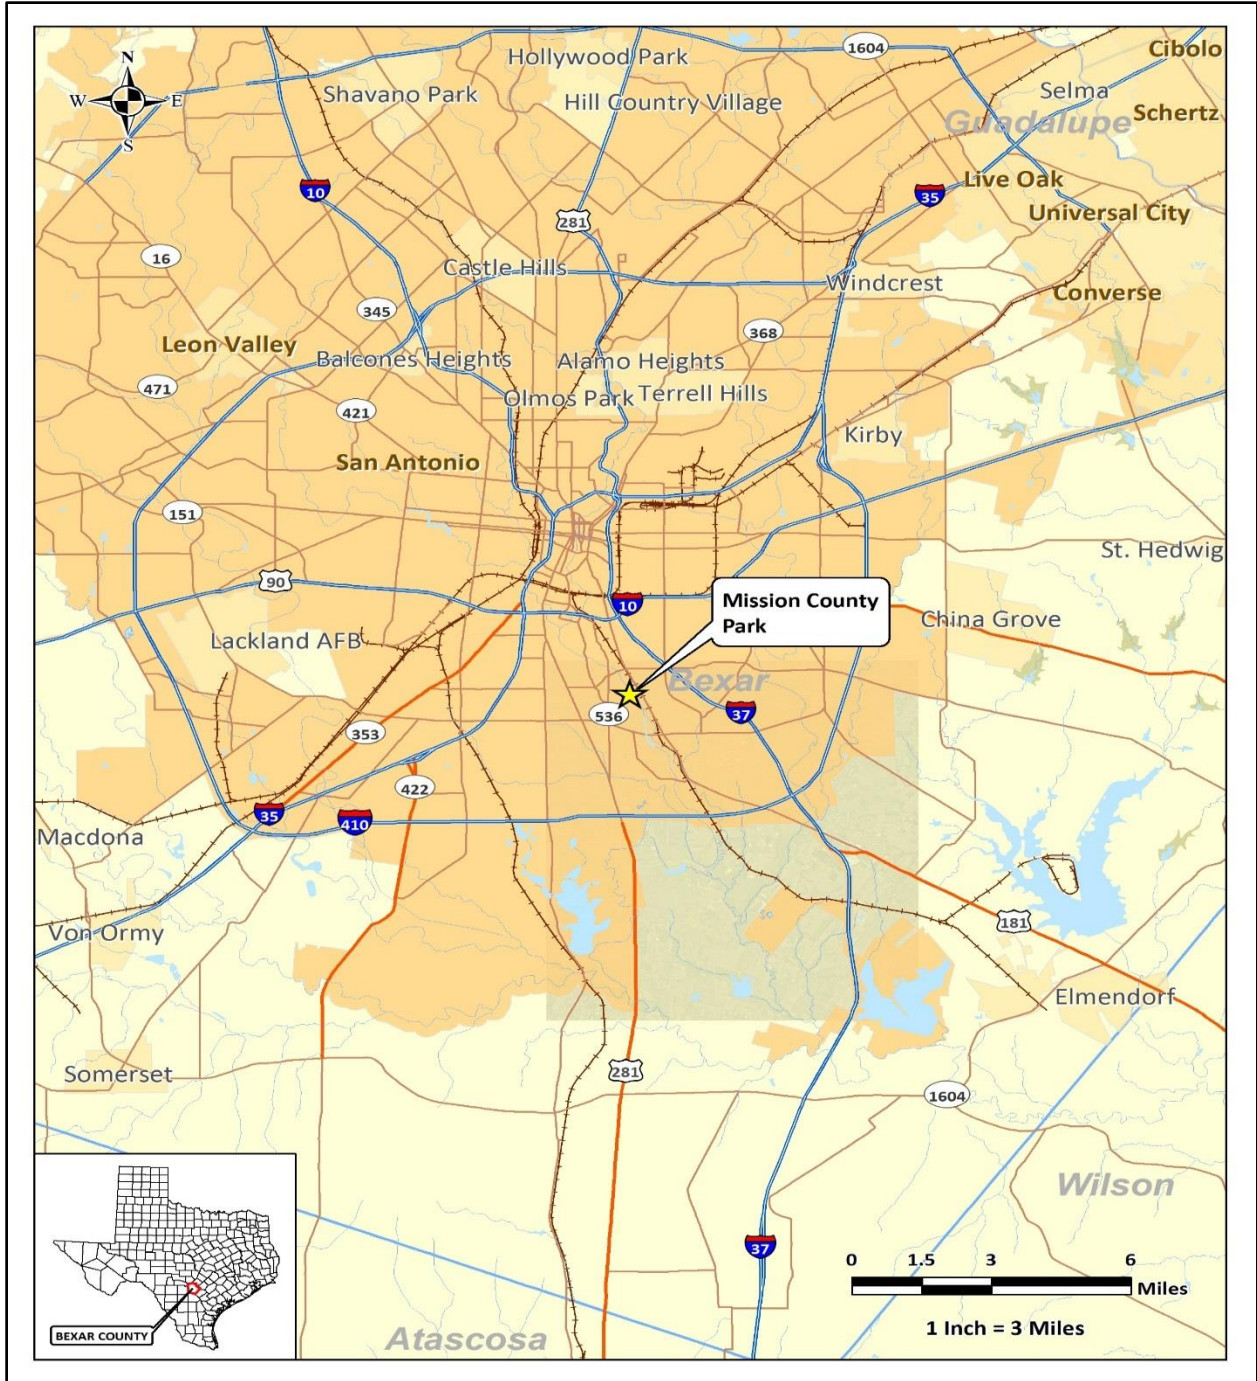 Hollywood Park
1604
Cibolo
N
W
E
S
Shavano Park
Hill Country Village
Selma
Schertz
Guadalupe
10
Live Oak
35
Universal City
281
16
Castle Hills
Windcrest
Converse
345
368
Leon Valley
Balcones Heights
Alamo Heights
471
421
Olmos Park
Terrell Hills
Kirby
San Antonio
151
St. Hedwig
90
10
Mission County
Park
China Grove
Lackland AFB
Bexar
536
37
353
422
35
410
Macdona
Von Ormy
181
Elmendorf
Somerset
281
1604
Wilson
37
0 1.5 3 6
Miles
1 Inch = 3 Miles
BEXAR COUNTY
Atascosa